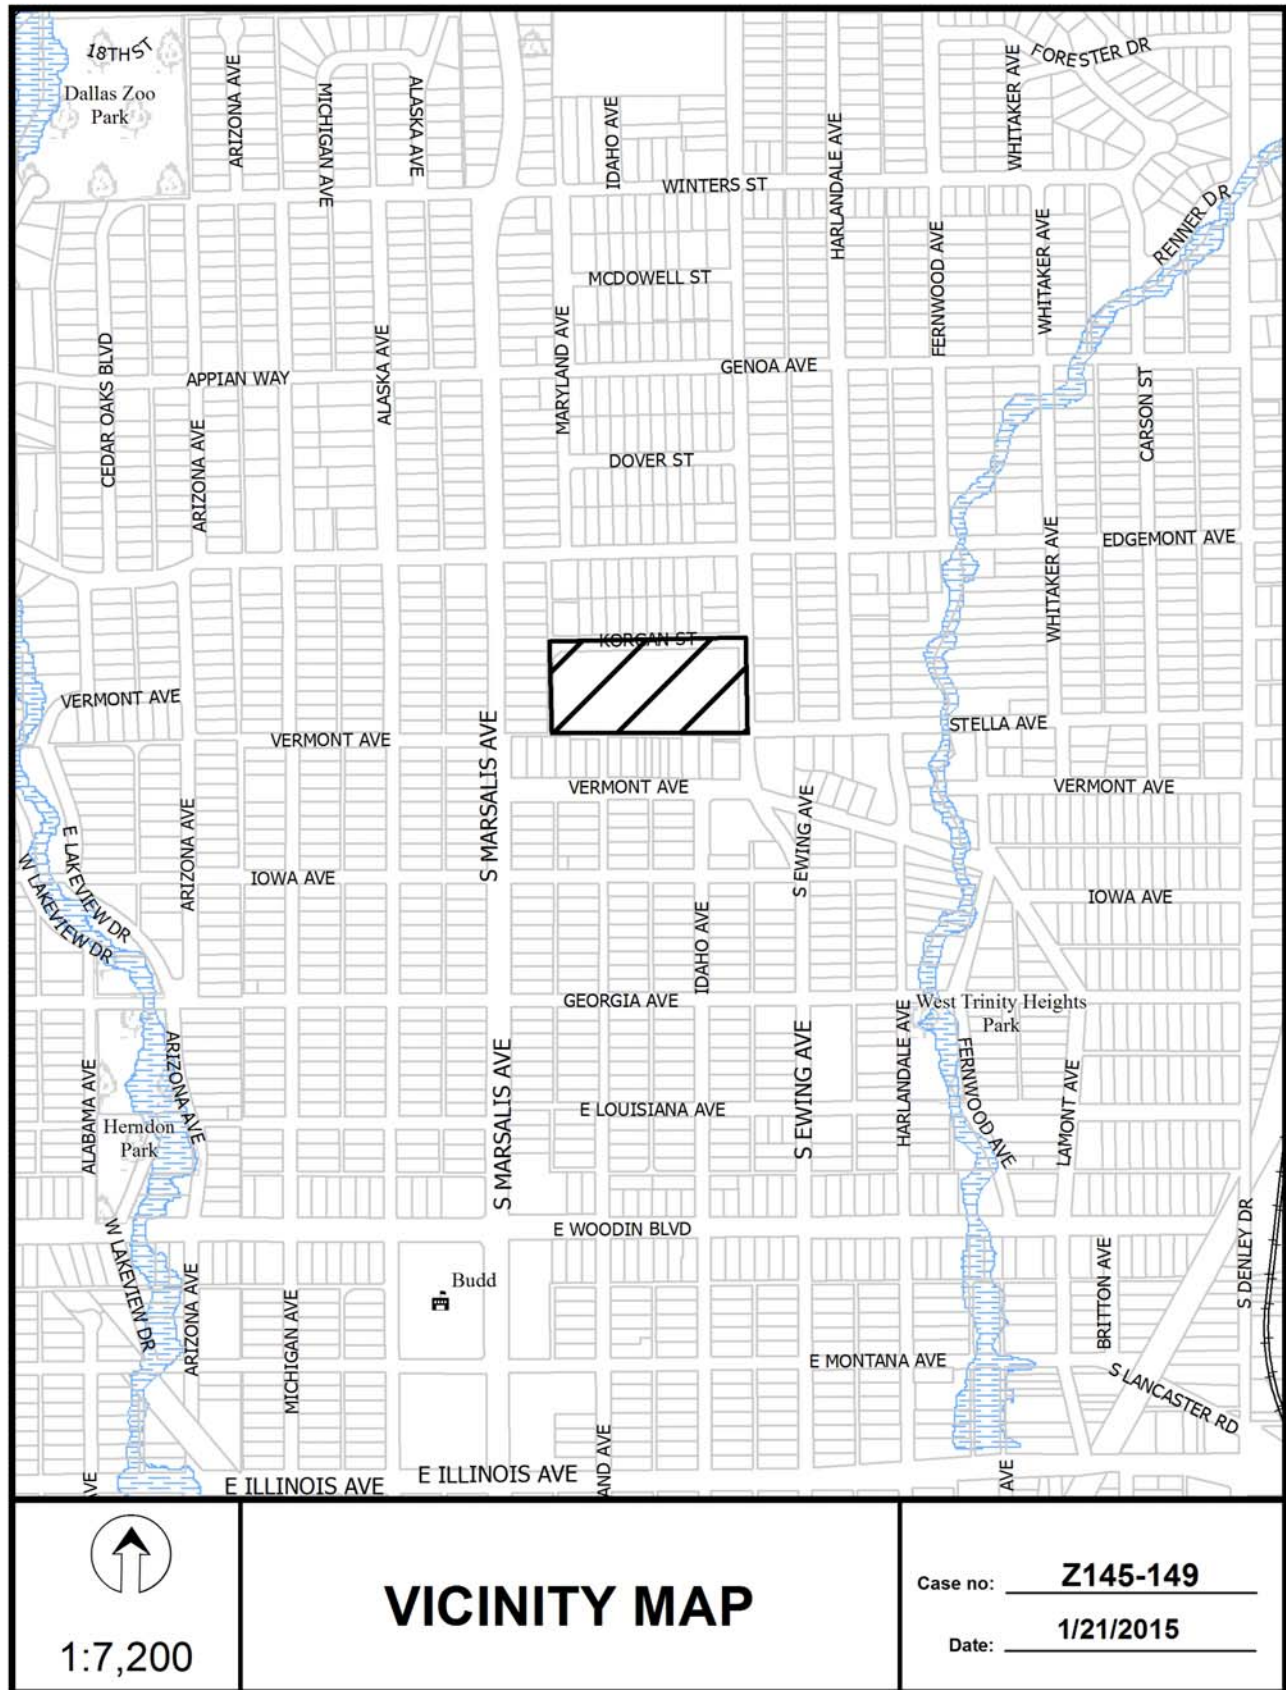 18TH ST
Dallas Zoo
Park
ARIZONA AVE
MICHIGAN AVE
ALASKA AVE
IDAHO AVE
WINTERS ST
HARLANDALE AVE
WHITAKER AVE
FORESTER DR
RENNER DR
MCDOWELL ST
FERNWOOD AVE
WHITAKER AVE
CEDAR OAKS BLVD
APPIAN WAY
ALASKA AVE
MARYLAND AVE
GENOA AVE
CARSON ST
ARIZONA AVE
DOVER ST
WHITAKER AVE
EDGEMONT AVE
KORGAN ST
VERMONT AVE
VERMONT AVE
S MARSALIS AVE
STELLA AVE
VERMONT AVE
VERMONT AVE
E LAKEVIEW DR
W LAKEVIEW DR
ARIZONA AVE
IOWA AVE
S EWING AVE
IOWA AVE
IDAHO AVE
GEORGIA AVE
West Trinity Heights
Park
ALABAMA AVE
ARIZONA AVE
Herndon
Park
S MARSALIS AVE
E LOUISIANA AVE
S EWING AVE
HARLANDALE AVE
FERNWOOD AVE
LAMONT AVE
E WOODIN BLVD
W LAKEVIEW DR
ARIZONA AVE
MICHIGAN AVE
Budd
E MONTANA AVE
BRITTON AVE
S DENLEY DR
S LANCASTER RD
AVE
E ILLINOIS AVE
E ILLINOIS AVE
AND AVE
AVE
1:7,200
VICINITY MAP
Case no: Z145-149
Date: 1/21/2015